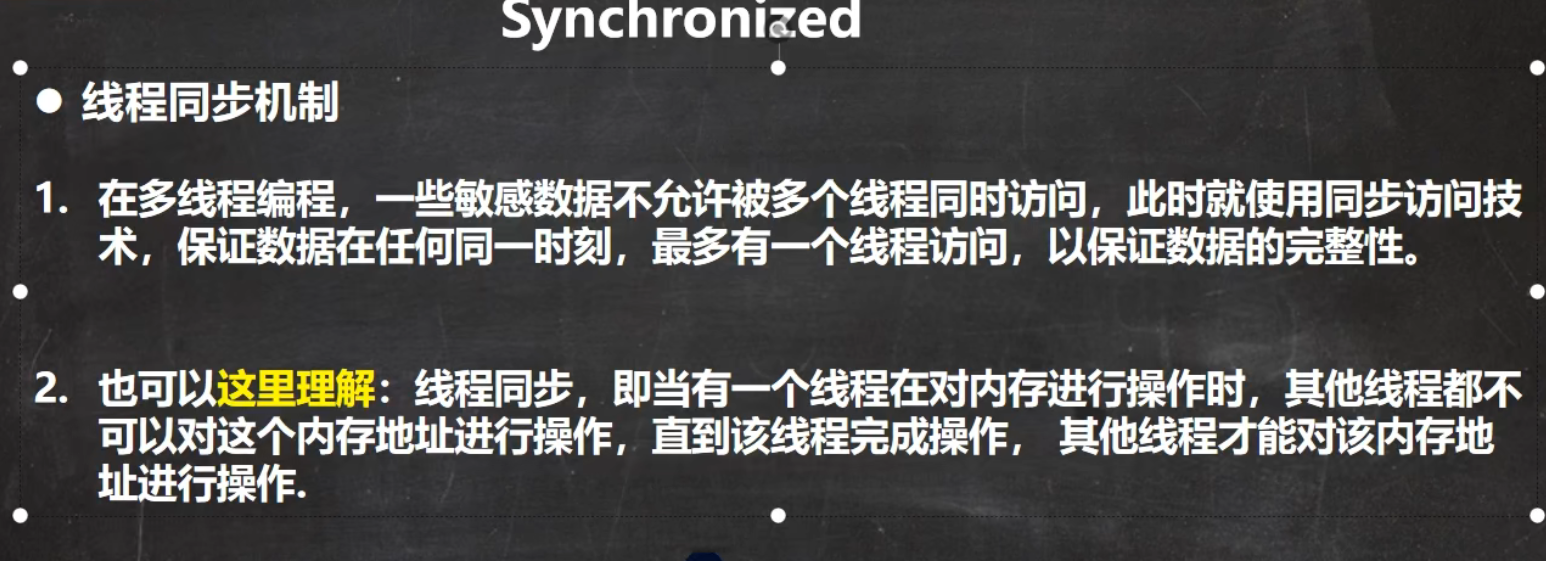 Synchronized
● 线程同步机制
1. 在多线程编程，一些敏感数据不允许被多个线程同时访问，此时就使用同步访问技
术，保证数据在任何同一时刻，最多有一个线程访问，以保证数据的完整性。
2. 也可以这里理解：线程同步，即当有一个线程在对内存进行操作时，其他线程都不
可以对这个内存地址进行操作，直到该线程完成操作， 其他线程才能对该内存地
址进行操作.